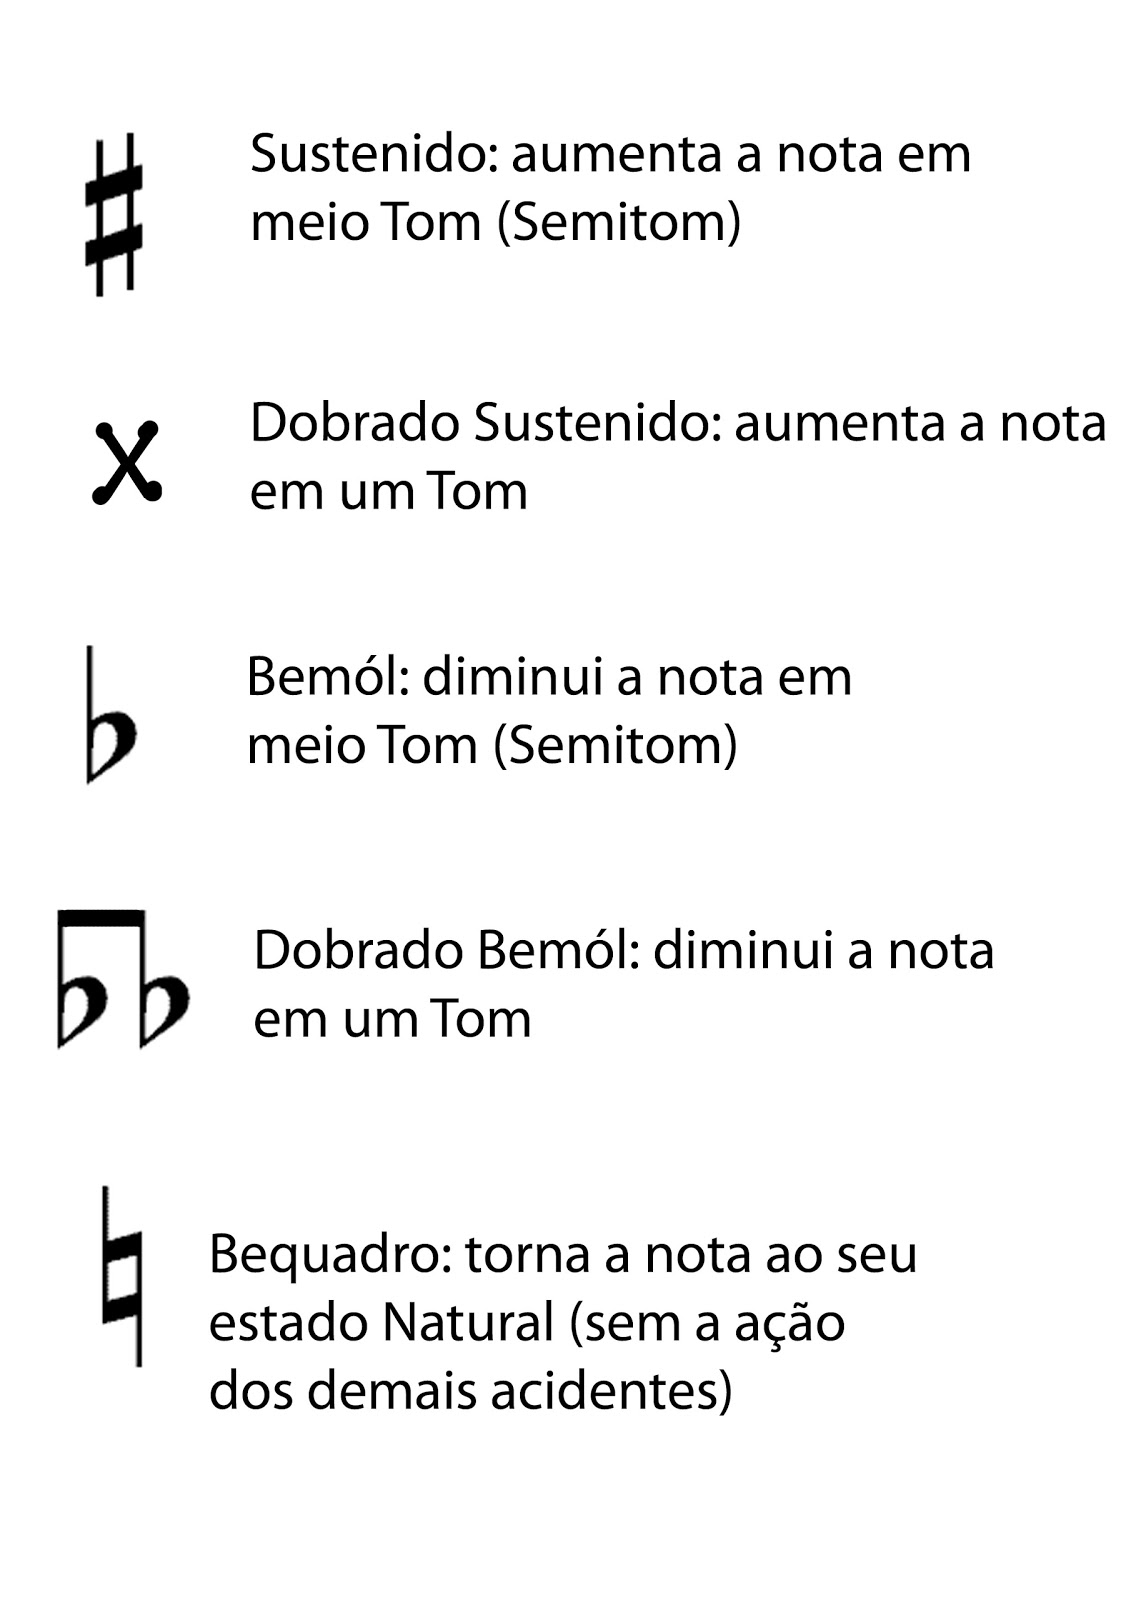 Sustenido: aumenta a nota em
meio Tom (Semitom)
Dobrado Sustenido: aumenta a nota
em um Tom
Bemól: diminui a nota em
meio Tom (Semitom)
Dobrado Bemól: diminui a nota
em um Tom
Bequadro: torna a nota ao seu
estado Natural (sem a ação
dos demais acidentes)